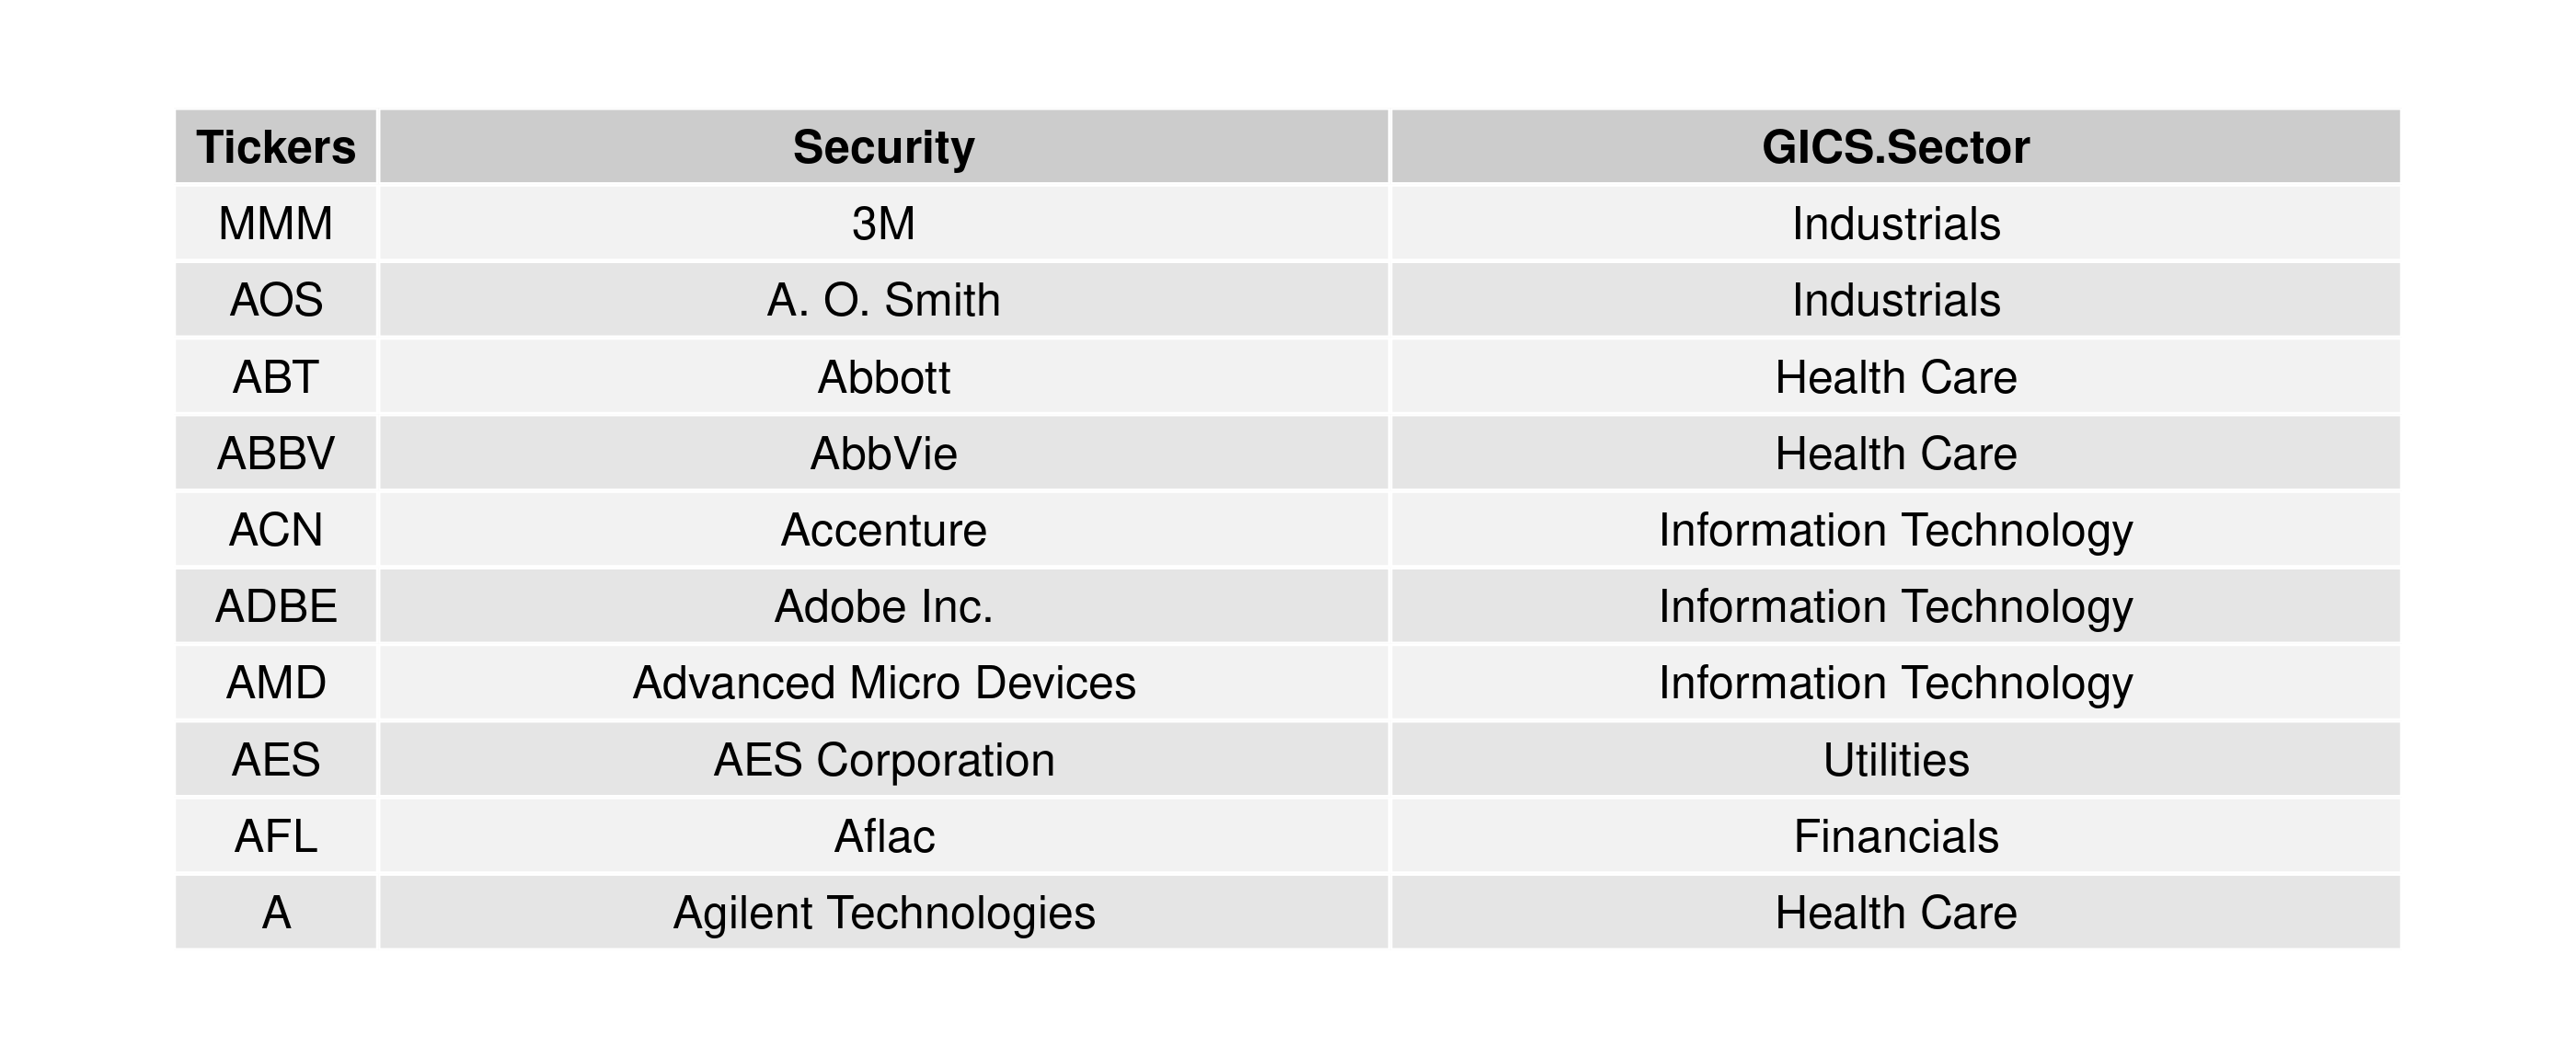 Tickers Security GICS.Sector
MMM 3M Industrials
AOS A. O. Smith Industrials
ABT Abbott Health Care
ABBV AbbVie Health Care
ACN Accenture Information Technology
ADBE Adobe Inc. Information Technology
AMD Advanced Micro Devices Information Technology
AES AES Corporation Utilities
AFL Aflac Financials
A Agilent Technologies Health Care